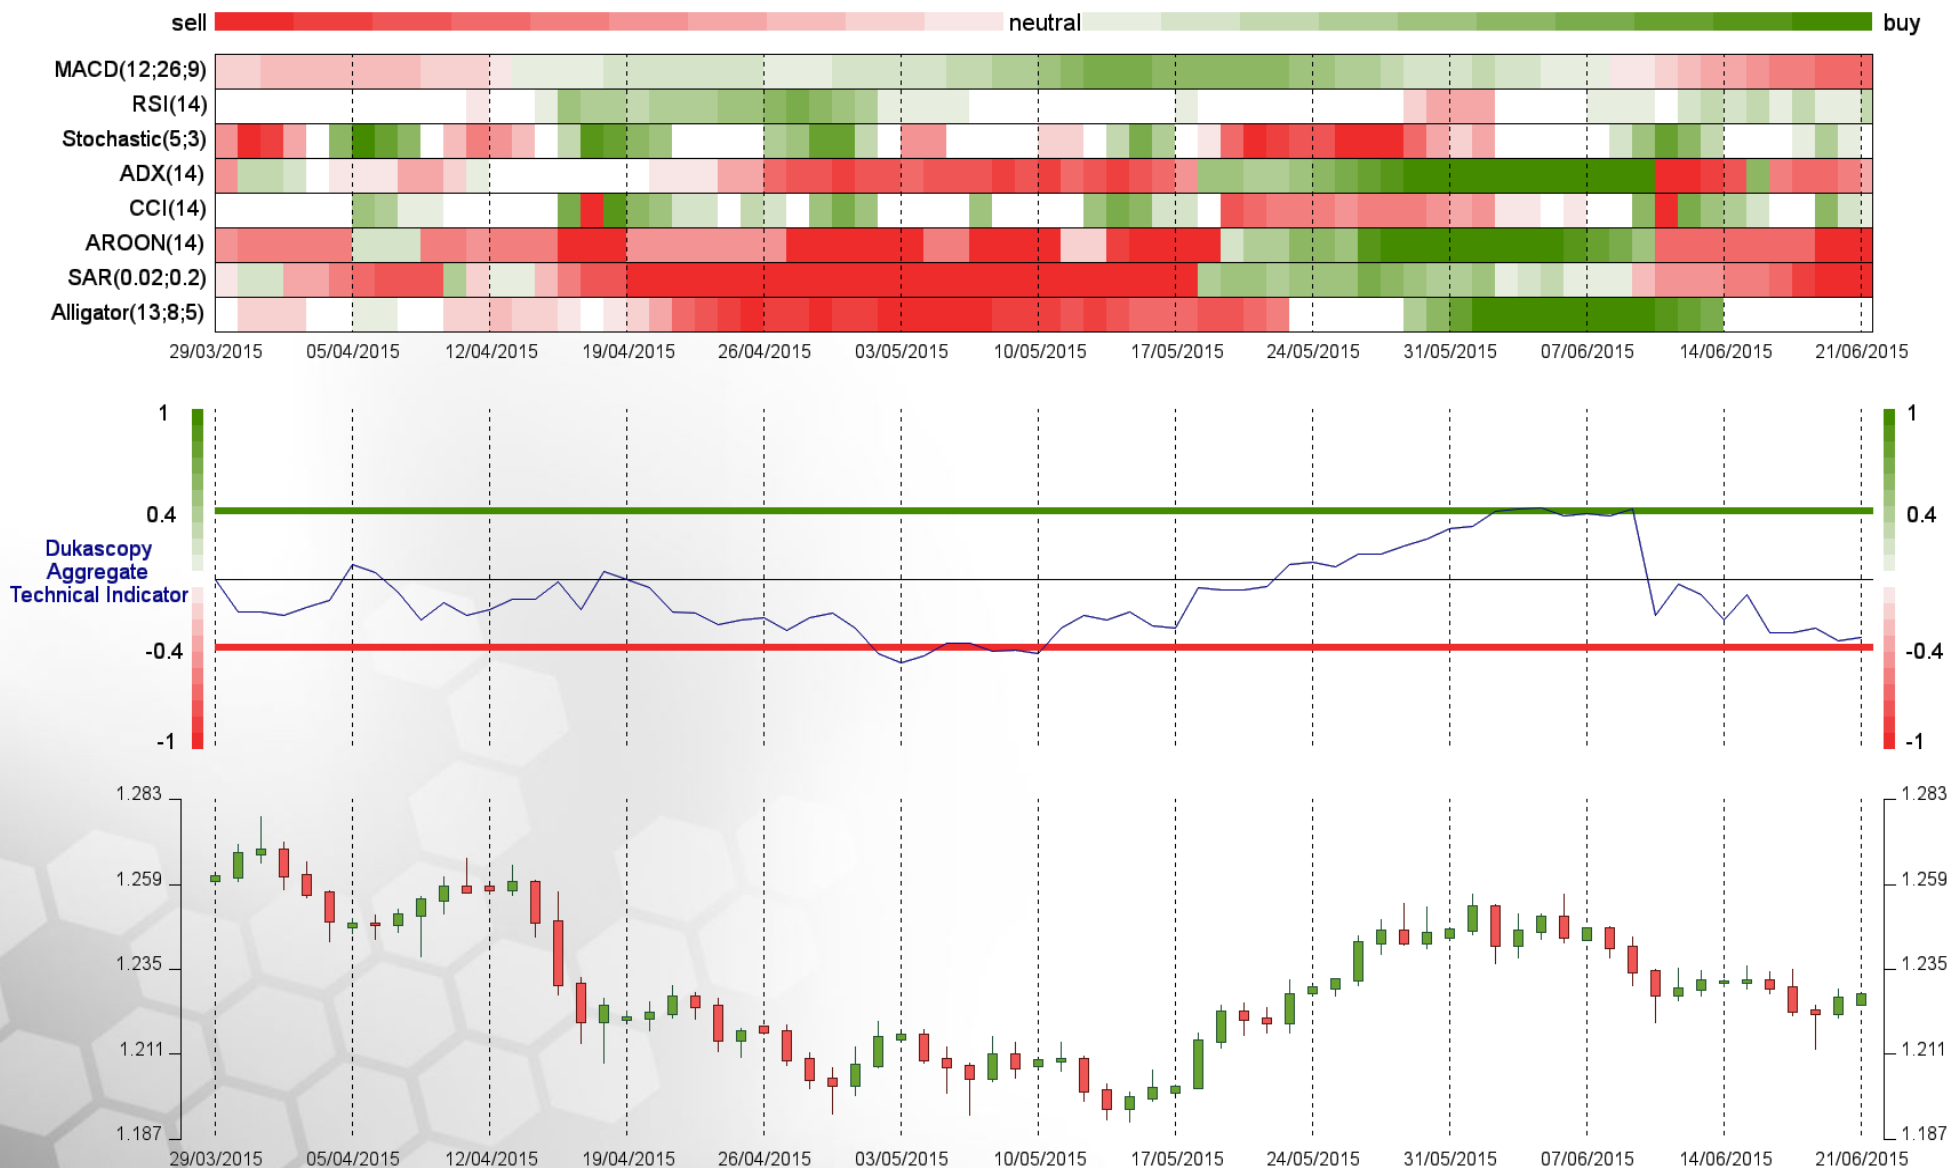 sell neutral buy
MACD(12;26;9)
RSI(14)
Stochastic(5;3)
ADX(14)
CCI(14)
AROON(14)
SAR(0.02;0.2)
Alligator(13;8;5)
29/03/2015 05/04/2015 12/04/2015 19/04/2015 26/04/2015 03/05/2015 10/05/2015 17/05/2015 24/05/2015 31/05/2015 07/06/2015 14/06/2015 21/06/2015
1 1
0.4 0.4
Dukascopy
Aggregate
Technical Indicator
-0.4 -0.4
-1 -1
1.283 1.283
1.259 1.259
1.235 1.235
1.211 1.211
1.187 1.187
29/03/2015 05/04/2015 12/04/2015 19/04/2015 26/04/2015 03/05/2015 10/05/2015 17/05/2015 24/05/2015 31/05/2015 07/06/2015 14/06/2015 21/06/2015